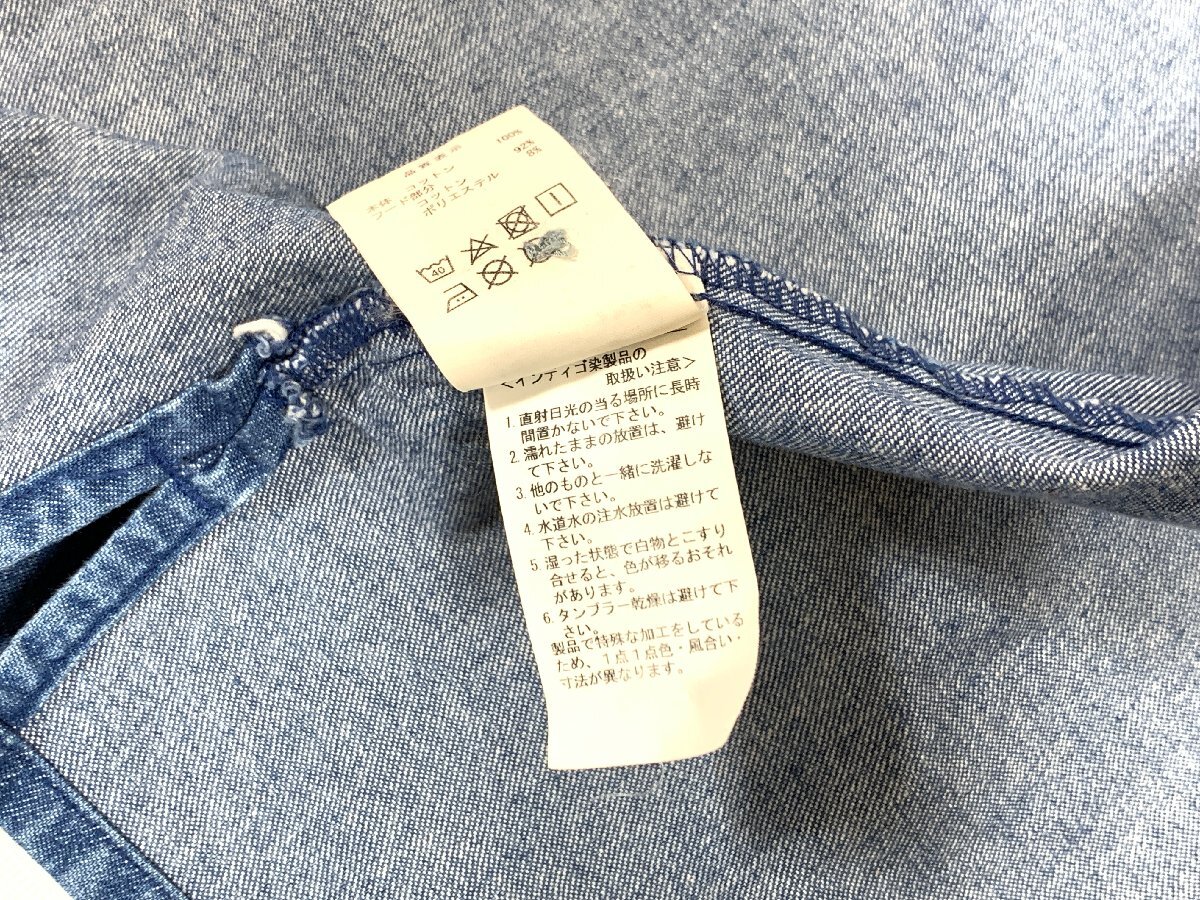 品質表示
本体
コットン 100%
フード部分
コットン 92%
ポリエステル 8%
40
<インディゴ染製品の
取扱い注意>
1. 直射日光の当る場所に長時
間置かないで下さい。
2. 濡れたままの放置は、避け
て下さい。
3. 他のものと一緒に洗濯しな
いで下さい。
4. 水道水の注水放置は避けて
下さい。
5. 湿った状態で白物とこすり
合せると、色が移るおそれ
があります。
6. タンブラー乾燥は避けて下
さい。
製品で特殊な加工をしている
ため、1点1点色・風合い・
寸法が異なります。